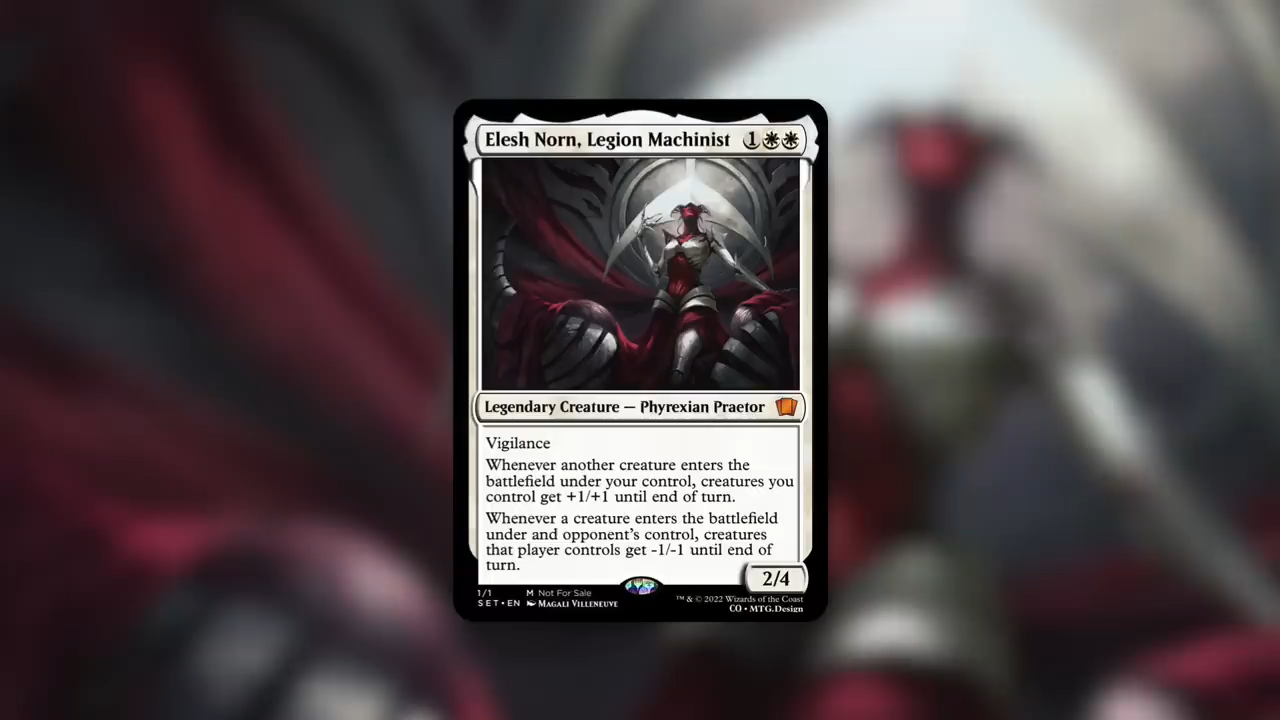 Elesh Norn, Legion Machinist 1
Legendary Creature — Phyrexian Praetor
Vigilance
Whenever another creature enters the
battlefield under your control, creatures you
control get +1/+1 until end of turn.
Whenever a creature enters the battlefield
under and opponent's control, creatures
that player controls get -1/-1 until end of
turn.
2/4
1/1 M Not For Sale
SET • EN Magali Villeneuve
™ & © 2022 Wizards of the Coast
CO • MTG.Design